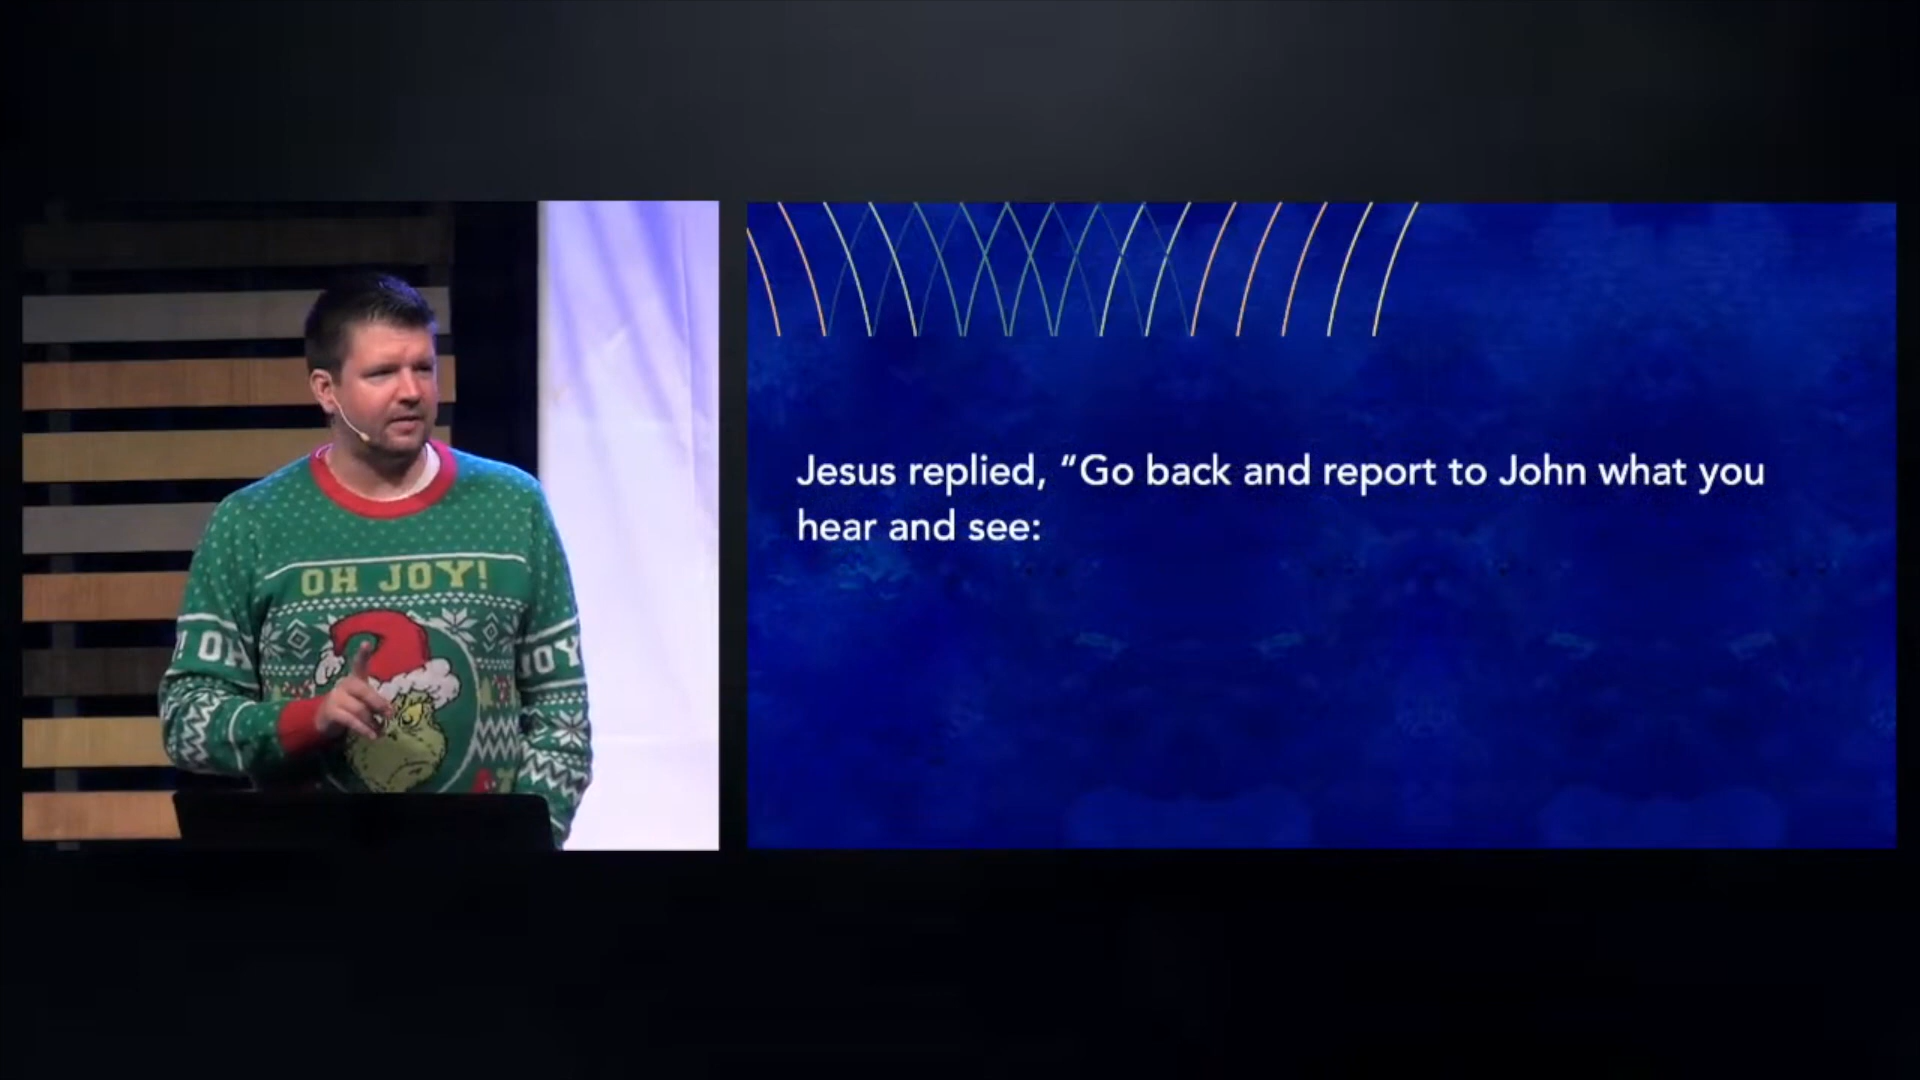 OH JOY!
! OH
JOY
Jesus replied, “Go back and report to John what you
hear and see: